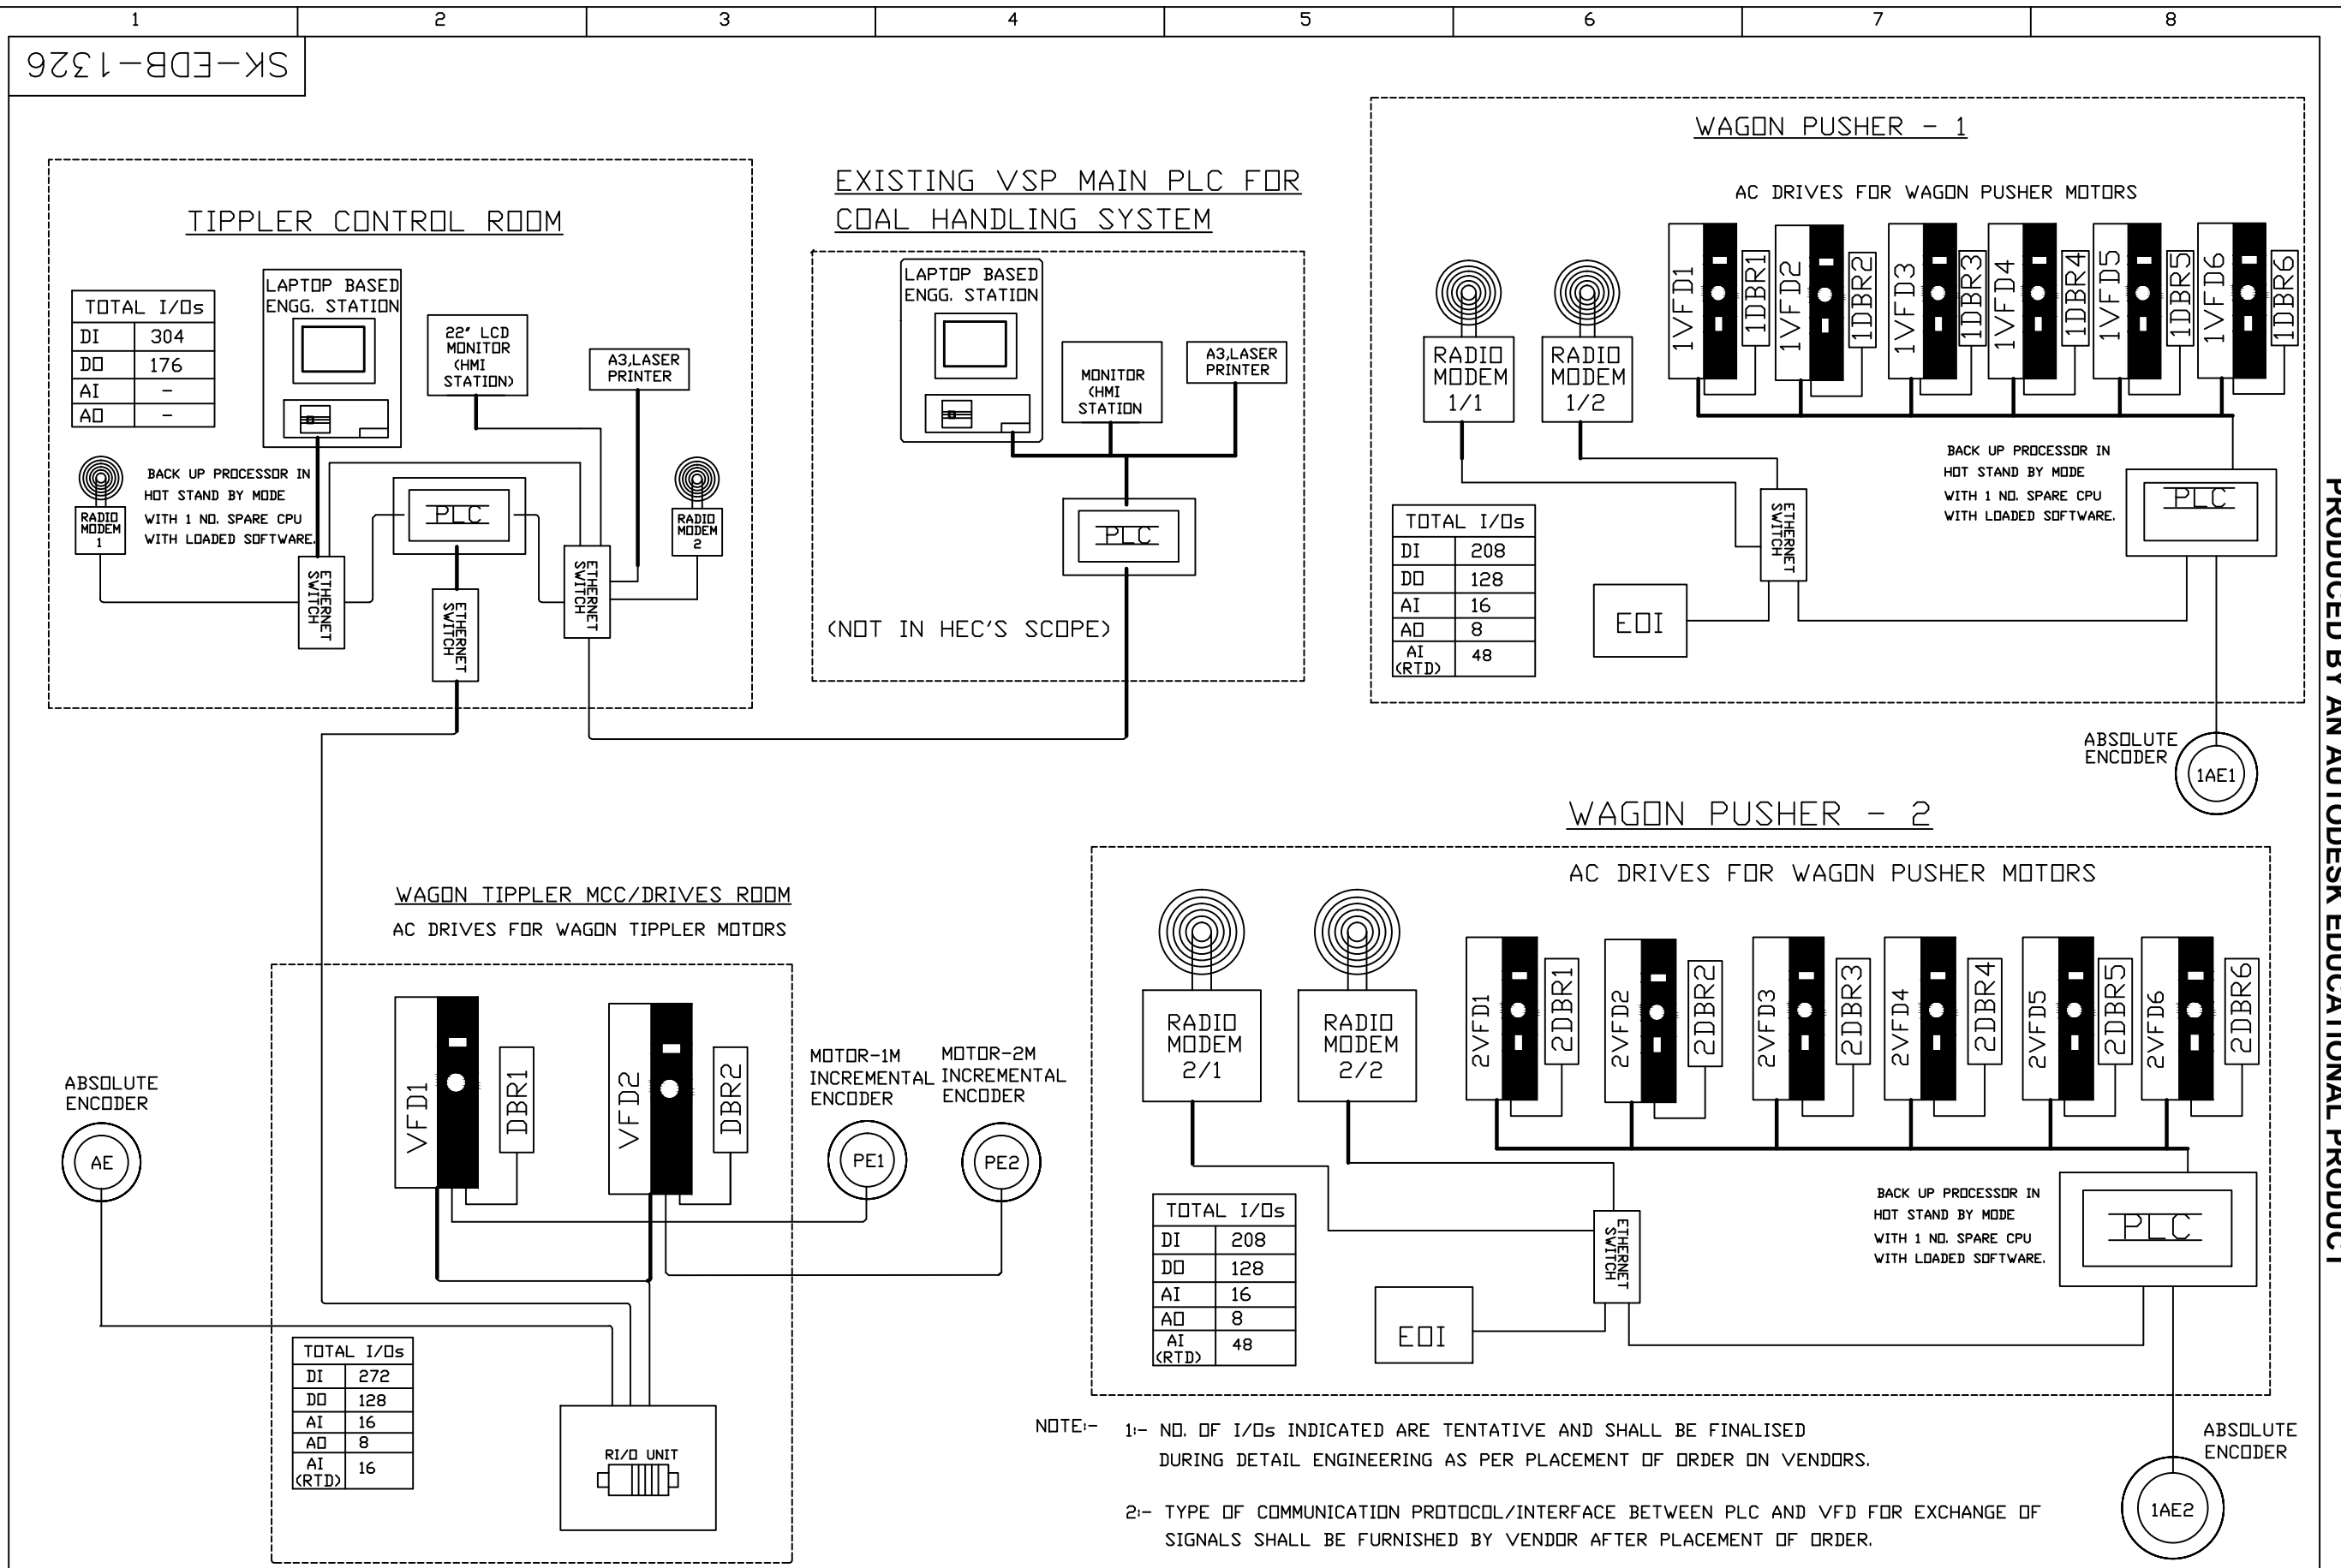 1 2 3 4 5 6 7 8
SK-EDB-1326
TIPPLER CONTROL ROOM
TOTAL I/Os
DI 304
DO 176
AI -
AO -
LAPTOP BASED
ENGG. STATION
22" LCD
MONITOR
(HMI
STATION)
A3,LASER
PRINTER
RADIO
MODEM
1
BACK UP PROCESSOR IN
HOT STAND BY MODE
WITH 1 NO. SPARE CPU
WITH LOADED SOFTWARE.
PLC
RADIO
MODEM
2
ETHERNET
SWITCH
ETHERNET
SWITCH
ETHERNET
SWITCH
EXISTING VSP MAIN PLC FOR
COAL HANDLING SYSTEM
LAPTOP BASED
ENGG. STATION
MONITOR
(HMI
STATION
A3,LASER
PRINTER
PLC
(NOT IN HEC'S SCOPE)
WAGON PUSHER - 1
AC DRIVES FOR WAGON PUSHER MOTORS
RADIO
MODEM
1/1
RADIO
MODEM
1/2
1VFD1
1DBR1
1VFD2
1DBR2
1VFD3
1DBR3
1VFD4
1DBR4
1VFD5
1DBR5
1VFD6
1DBR6
TOTAL I/Os
DI 208
DO 128
AI 16
AO 8
AI
(RTD) 48
ETHERNET
SWITCH
EOI
BACK UP PROCESSOR IN
HOT STAND BY MODE
WITH 1 NO. SPARE CPU
WITH LOADED SOFTWARE.
PLC
ABSOLUTE
ENCODER
1AE1
WAGON TIPPLER MCC/DRIVES ROOM
AC DRIVES FOR WAGON TIPPLER MOTORS
ABSOLUTE
ENCODER
AE
VFD1
DBR1
VFD2
DBR2
MOTOR-1M
INCREMENTAL
ENCODER
PE1
MOTOR-2M
INCREMENTAL
ENCODER
PE2
TOTAL I/Os
DI 272
DO 128
AI 16
AO 8
AI
(RTD) 16
RI/O UNIT
WAGON PUSHER - 2
AC DRIVES FOR WAGON PUSHER MOTORS
RADIO
MODEM
2/1
RADIO
MODEM
2/2
2VFD1
2DBR1
2VFD2
2DBR2
2VFD3
2DBR3
2VFD4
2DBR4
2VFD5
2DBR5
2VFD6
2DBR6
TOTAL I/Os
DI 208
DO 128
AI 16
AO 8
AI
(RTD) 48
ETHERNET
SWITCH
EOI
BACK UP PROCESSOR IN
HOT STAND BY MODE
WITH 1 NO. SPARE CPU
WITH LOADED SOFTWARE.
PLC
ABSOLUTE
ENCODER
1AE2
NOTE:- 1:- NO. OF I/Os INDICATED ARE TENTATIVE AND SHALL BE FINALISED
DURING DETAIL ENGINEERING AS PER PLACEMENT OF ORDER ON VENDORS.
2:- TYPE OF COMMUNICATION PROTOCOL/INTERFACE BETWEEN PLC AND VFD FOR EXCHANGE OF
SIGNALS SHALL BE FURNISHED BY VENDOR AFTER PLACEMENT OF ORDER.
PRODUCED BY AN AUTODESK EDUCATIONAL PRODUCT